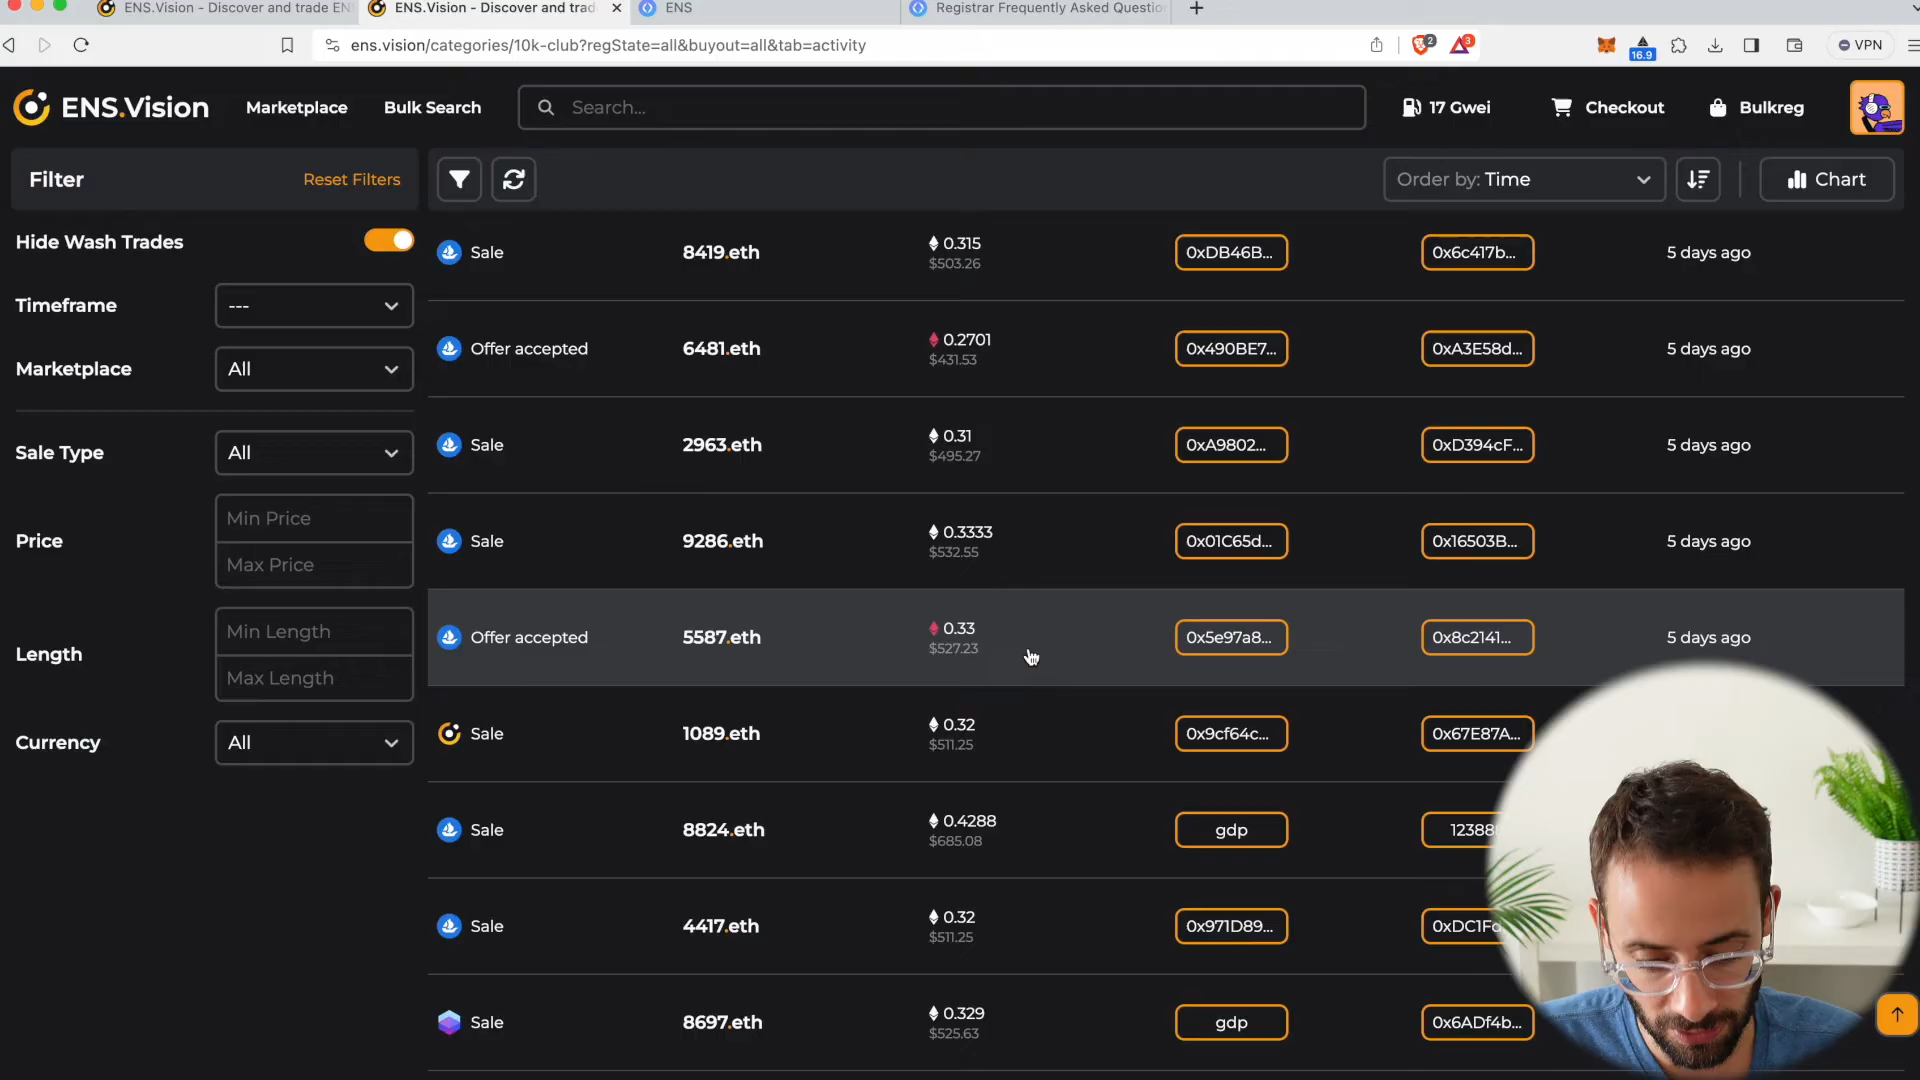 ENS.Vision - Discover and trade EN
ENS.Vision - Discover and trad
ENS
Registrar Frequently Asked Questio
ens.vision/categories/10k-club?regState=all&buyout=all&tab=activity
2
3
16.9
VPN
ENS.Vision
Marketplace
Bulk Search
Search...
17 Gwei
Checkout
Bulkreg
Filter
Reset Filters
Order by: Time
Chart
Hide Wash Trades
Timeframe
---
Marketplace
All
Sale Type
All
Price
Min Price
Max Price
Length
Min Length
Max Length
Currency
All
Sale 8419.eth 0.315 0xDB46B... 0x6c417b... 5 days ago
$503.26
Offer accepted 6481.eth 0.2701 0x490BE7... 0xA3E58d... 5 days ago
$431.53
Sale 2963.eth 0.31 0xA9802... 0xD394cF... 5 days ago
$495.27
Sale 9286.eth 0.3333 0x01C65d... 0x16503B... 5 days ago
$532.55
Offer accepted 5587.eth 0.33 0x5e97a8... 0x8c2141... 5 days ago
$527.23
Sale 1089.eth 0.32 0x9cf64c... 0x67E87A...
$511.25
Sale 8824.eth 0.4288 gdp 12388
$685.08
Sale 4417.eth 0.32 0x971D89... 0xDC1F
$511.25
Sale 8697.eth 0.329 gdp 0x6ADf4b...
$525.63